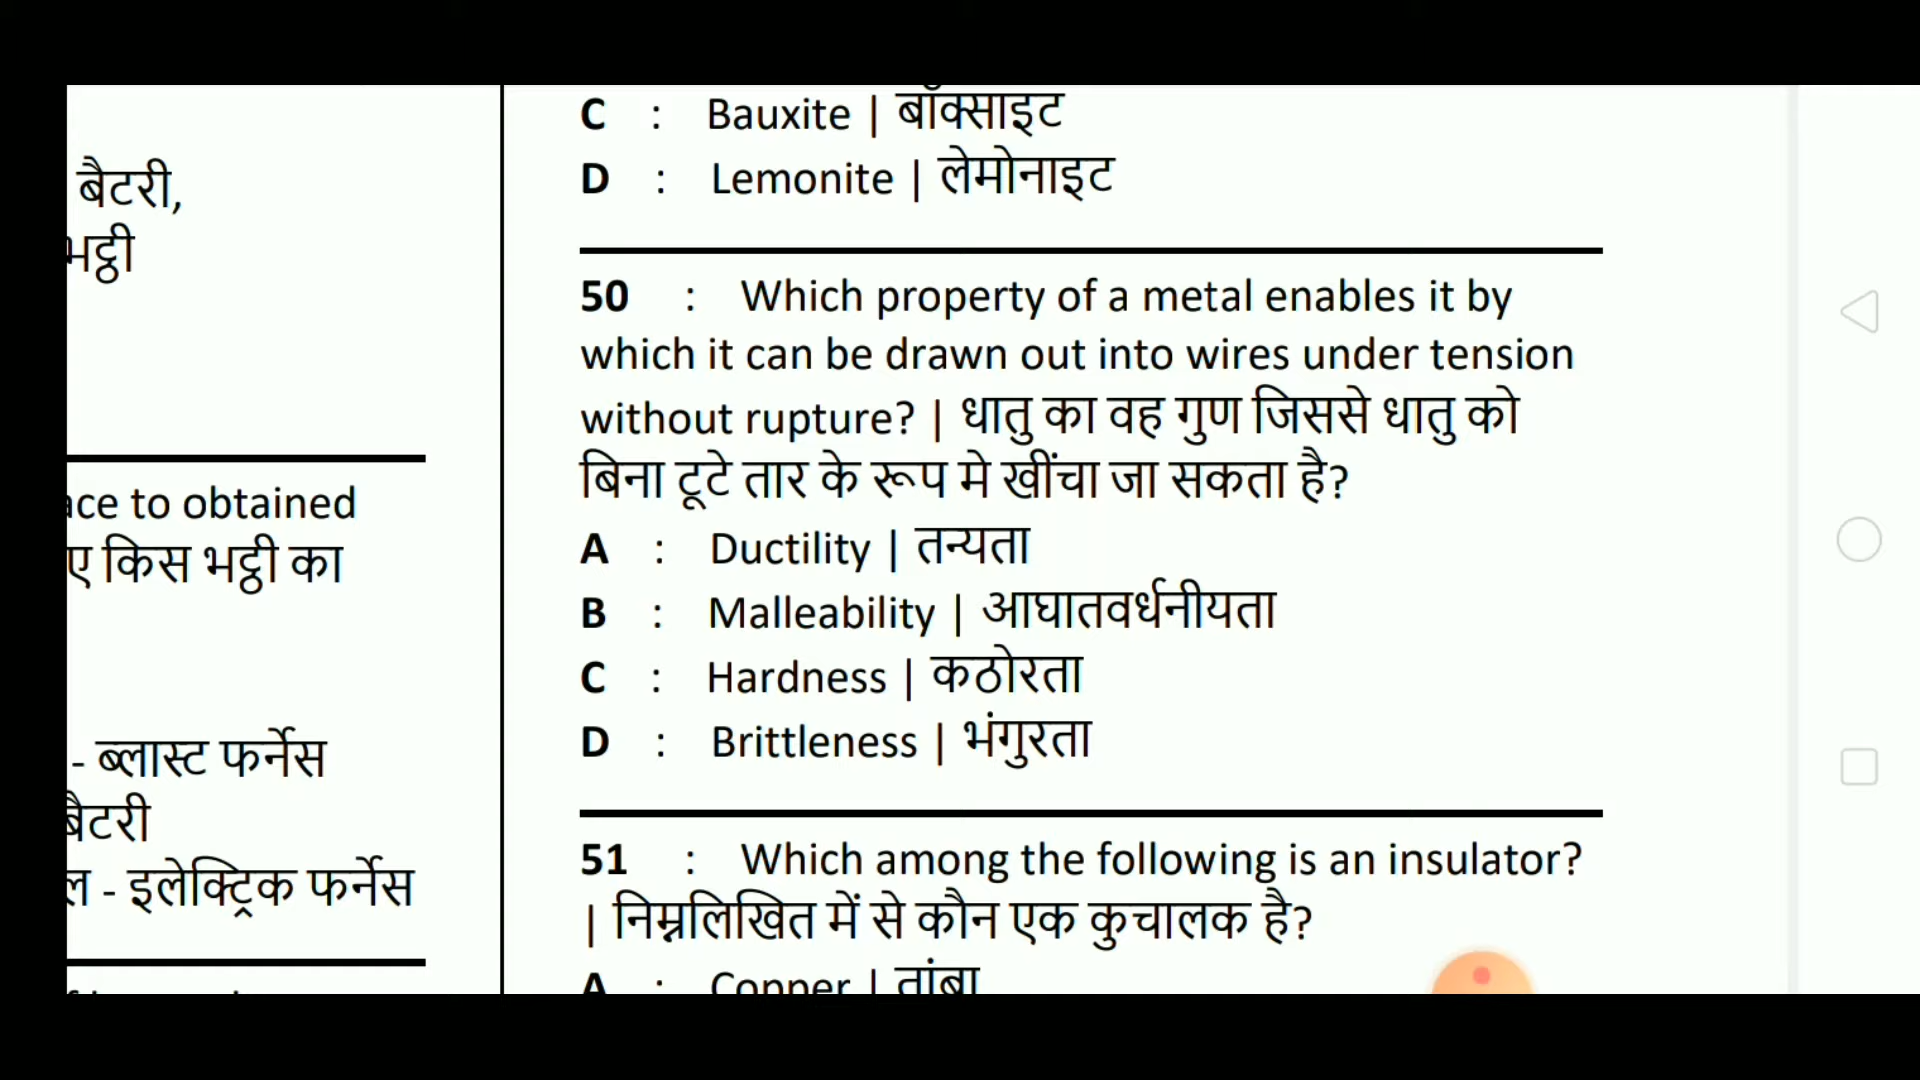 बैटरी,
भट्ठी
to obtained
किस भट्ठी का
- ब्लास्ट फर्नेस
बैटरी
- इलेक्ट्रिक फर्नेस
C : Bauxite | बॉक्साइट
D : Lemonite | लेमोनाइट
50 : Which property of a metal enables it by
which it can be drawn out into wires under tension
without rupture? | धातु का वह गुण जिससे धातु को
बिना टूटे तार के रूप मे खींचा जा सकता है?
A : Ductility | तन्यता
B : Malleability | आघातवर्धनीयता
C : Hardness | कठोरता
D : Brittleness | भंगुरता
51 : Which among the following is an insulator?
| निम्नलिखित में से कौन एक कुचालक है?
A : Copper | तांबा